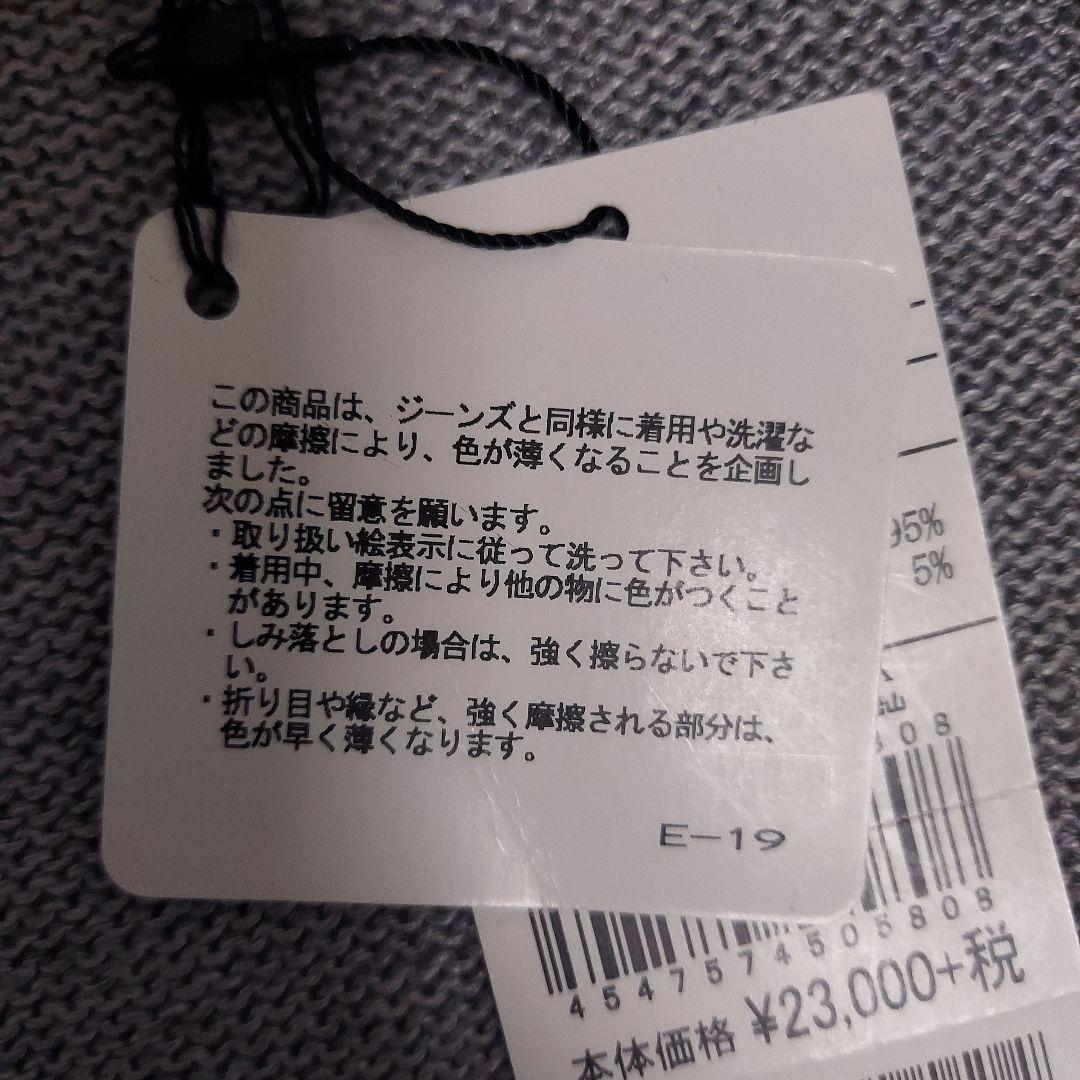 この商品は、ジーンズと同様に着用や洗濯な
どの摩擦により、色が薄くなることを企画し
ました。
次の点に留意を願います。
・取り扱い絵表示に従って洗って下さい。
・着用中、摩擦により他の物に色がつくこと
があります。
・しみ落としの場合は、強く擦らないで下さ
い。
・折り目や縁など、強く摩擦される部分は、
色が早く薄くなります。
E-19
95%
5%
808
4547574505808
本体価格 ¥23,000+税